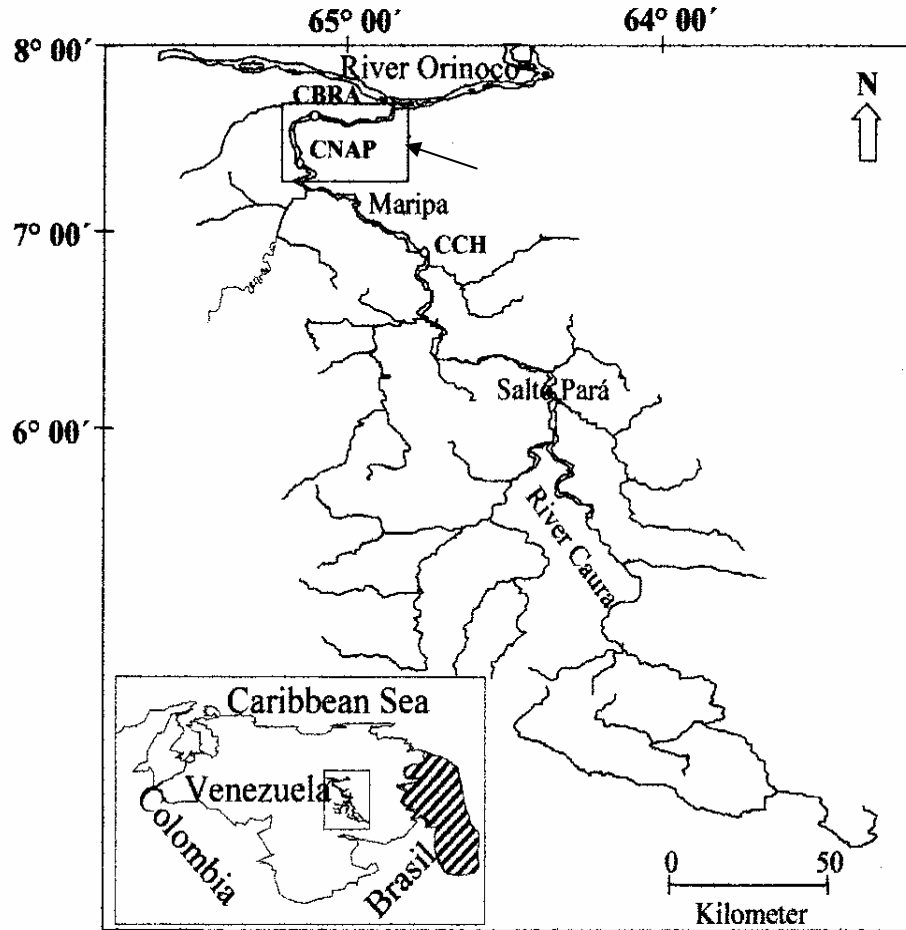 65° 00´ 64° 00´
8° 00´
River Orinoco
N
CBRA
CNAP
Maripa
7° 00´
CCH
Salto Pará
6° 00´
River Caura
Caribbean Sea
Venezuela
Colombia
Brasil
0 50
Kilometer